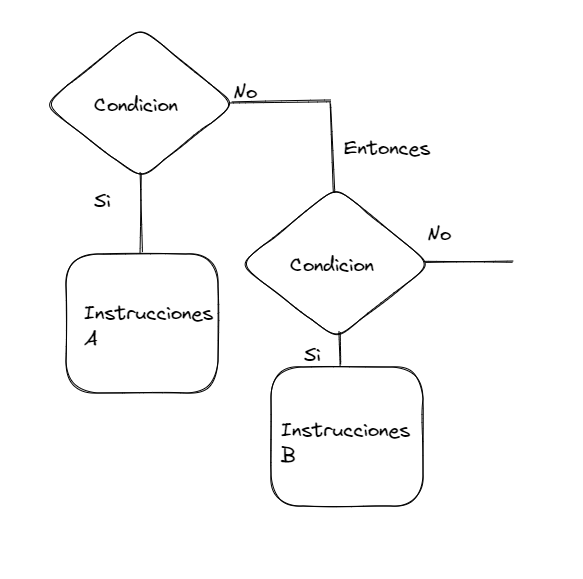 Condicion
No
Entonces
Si
Condicion
No
Instrucciones
A
Si
Instrucciones
B